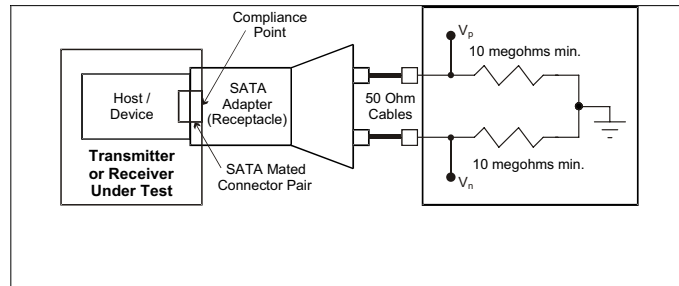 Compliance
Point
Host /
Device
SATA
Adapter
(Receptacle)
50 Ohm
Cables
Transmitter
or Receiver
Under Test
SATA Mated
Connector Pair
Vp
10 megohms min.
10 megohms min.
Vn